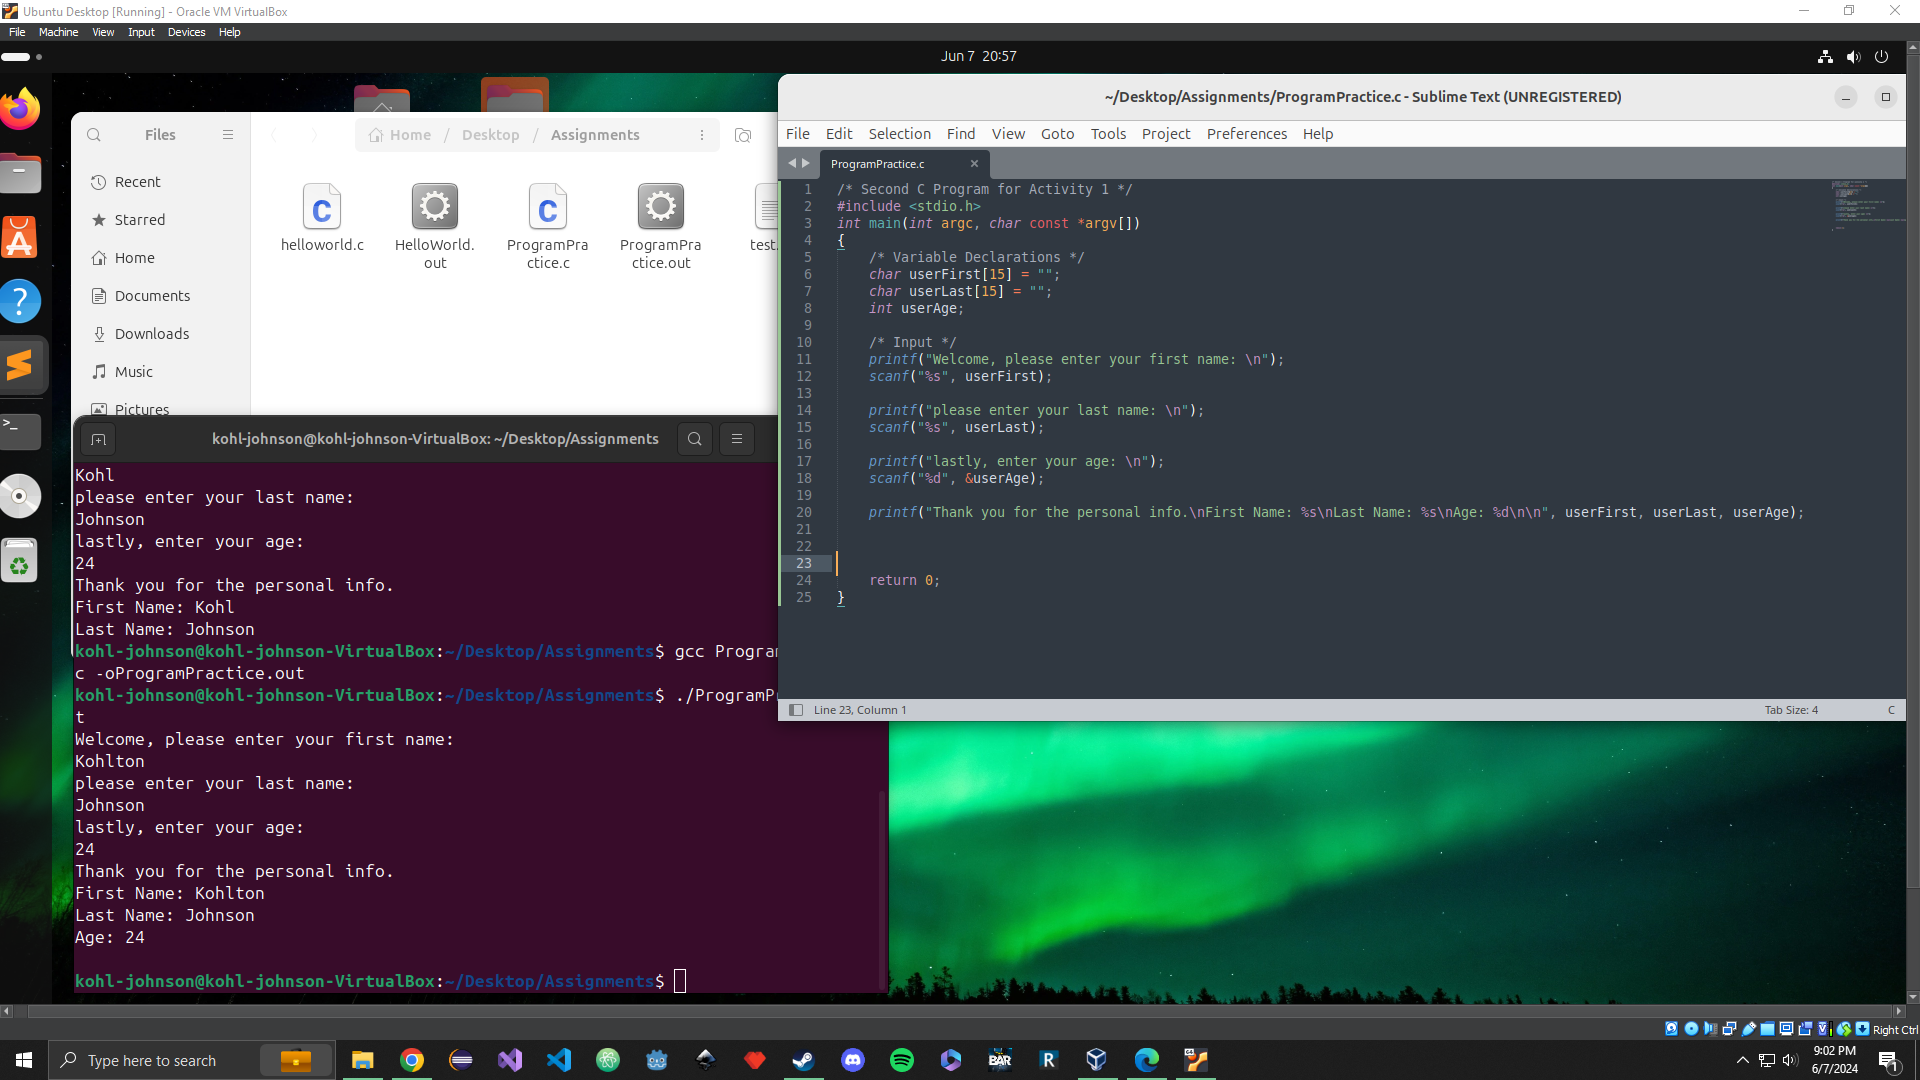 Ubuntu Desktop [Running] - Oracle VM VirtualBox
File Machine View Input Devices Help
Jun 7 20:57
Files
Home / Desktop / Assignments
Recent
Starred
Home
Documents
Downloads
Music
Pictures
helloworld.c
HelloWorld.
out
ProgramPra
ctice.c
ProgramPra
ctice.out
test.
kohl-johnson@kohl-johnson-VirtualBox: ~/Desktop/Assignments
Kohl
please enter your last name:
Johnson
lastly, enter your age:
24
Thank you for the personal info.
First Name: Kohl
Last Name: Johnson
kohl-johnson@kohl-johnson-VirtualBox:~/Desktop/Assignments$ gcc Program
c -oProgramPractice.out
kohl-johnson@kohl-johnson-VirtualBox:~/Desktop/Assignments$ ./ProgramPr
t
Welcome, please enter your first name:
Kohlton
please enter your last name:
Johnson
lastly, enter your age:
24
Thank you for the personal info.
First Name: Kohlton
Last Name: Johnson
Age: 24
kohl-johnson@kohl-johnson-VirtualBox:~/Desktop/Assignments$
~/Desktop/Assignments/ProgramPractice.c - Sublime Text (UNREGISTERED)
File Edit Selection Find View Goto Tools Project Preferences Help
ProgramPractice.c
1 /* Second C Program for Activity 1 */
2 #include <stdio.h>
3 int main(int argc, char const *argv[])
4 {
5 /* Variable Declarations */
6 char userFirst[15] = "";
7 char userLast[15] = "";
8 int userAge;
9
10 /* Input */
11 printf("Welcome, please enter your first name: \n");
12 scanf("%s", userFirst);
13
14 printf("please enter your last name: \n");
15 scanf("%s", userLast);
16
17 printf("lastly, enter your age: \n");
18 scanf("%d", &userAge);
19
20 printf("Thank you for the personal info.\nFirst Name: %s\nLast Name: %s\nAge: %d\n\n", userFirst, userLast, userAge);
21
22
23
24 return 0;
25 }
Line 23, Column 1
Tab Size: 4
C
Right Ctrl
Type here to search
BAR
R
9:02 PM
6/7/2024
1